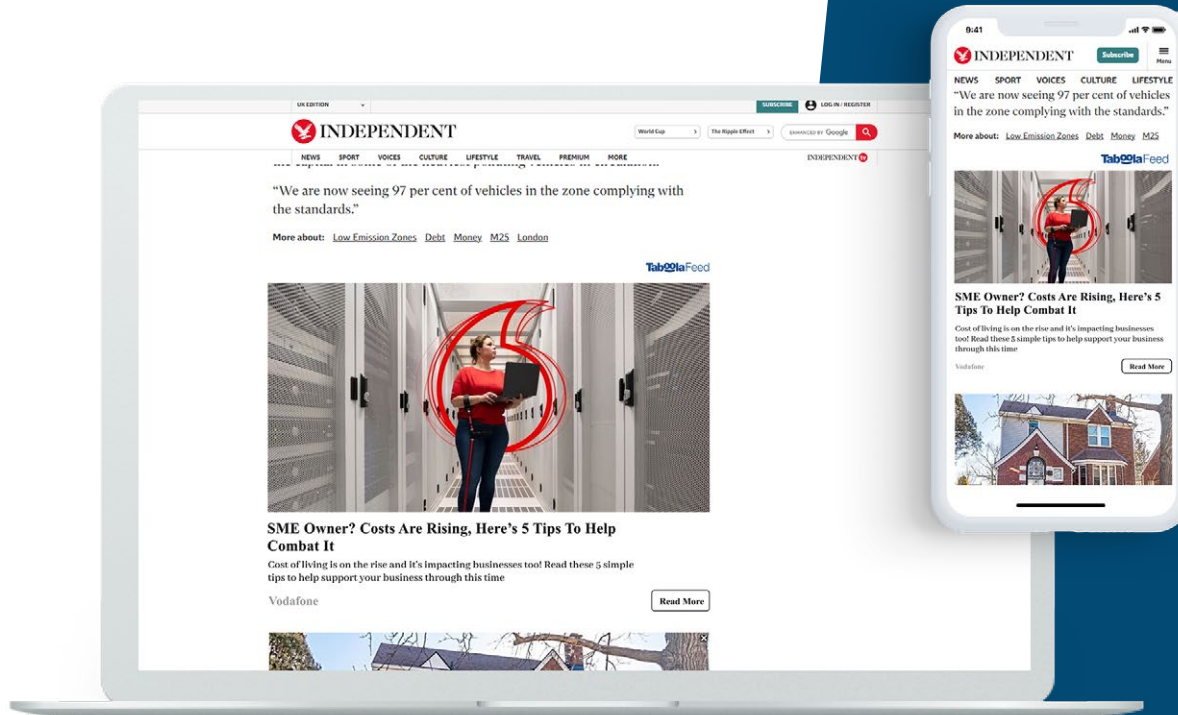 UK EDITION
SUBSCRIBE
LOG IN / REGISTER
INDEPENDENT
World Cup
The Ripple Effect
ENHANCED BY Google
NEWS SPORT VOICES CULTURE LIFESTYLE TRAVEL PREMIUM MORE
INDEPENDENT tv
“We are now seeing 97 per cent of vehicles in the zone complying with
the standards.”
More about: Low Emission Zones Debt Money M25 London
Taboola Feed
SME Owner? Costs Are Rising, Here’s 5 Tips To Help
Combat It
Cost of living is on the rise and it’s impacting businesses too! Read these 5 simple
tips to help support your business through this time
Vodafone
Read More
9:41
INDEPENDENT
Subscribe
Menu
NEWS SPORT VOICES CULTURE LIFESTYLE
“We are now seeing 97 per cent of vehicles
in the zone complying with the standards.”
More about: Low Emission Zones Debt Money M25
Taboola Feed
SME Owner? Costs Are Rising, Here’s 5
Tips To Help Combat It
Cost of living is on the rise and it’s impacting businesses
too! Read these 5 simple tips to help support your business
through this time
Vodafone
Read More